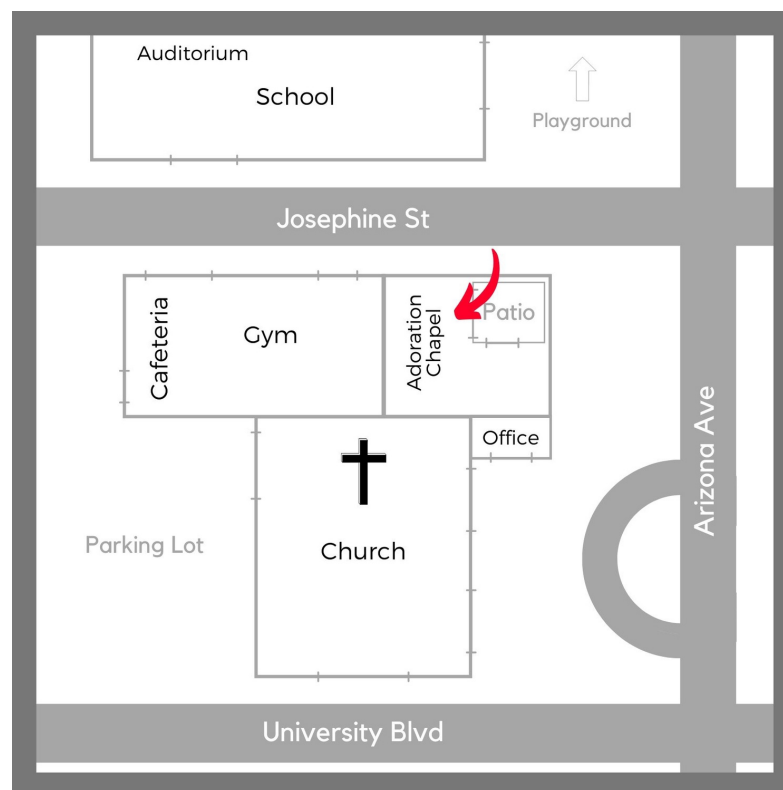 Auditorium
School
Playground
Josephine St
Cafeteria
Gym
Adoration
Chapel
Patio
Office
Arizona Ave
Parking Lot
Church
University Blvd